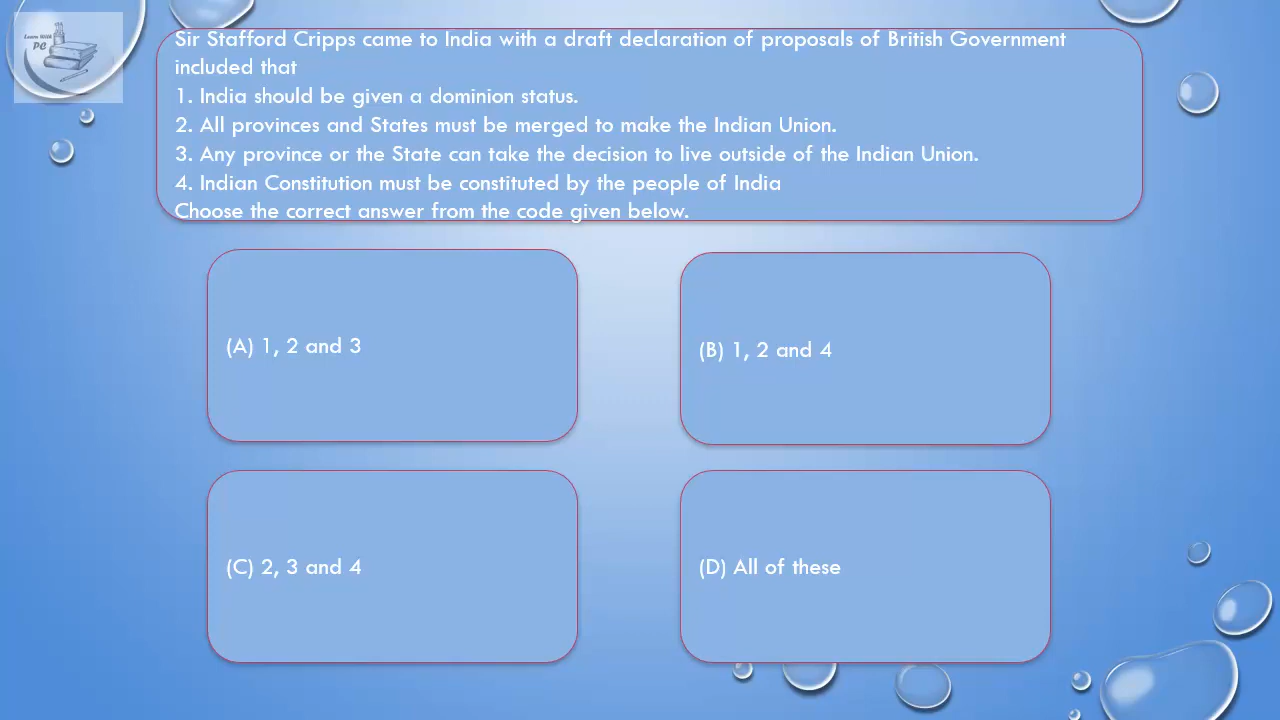 Learn With
PC
Sir Stafford Cripps came to India with a draft declaration of proposals of British Government
included that
1. India should be given a dominion status.
2. All provinces and States must be merged to make the Indian Union.
3. Any province or the State can take the decision to live outside of the Indian Union.
4. Indian Constitution must be constituted by the people of India
Choose the correct answer from the code given below.
(A) 1, 2 and 3
(B) 1, 2 and 4
(C) 2, 3 and 4
(D) All of these